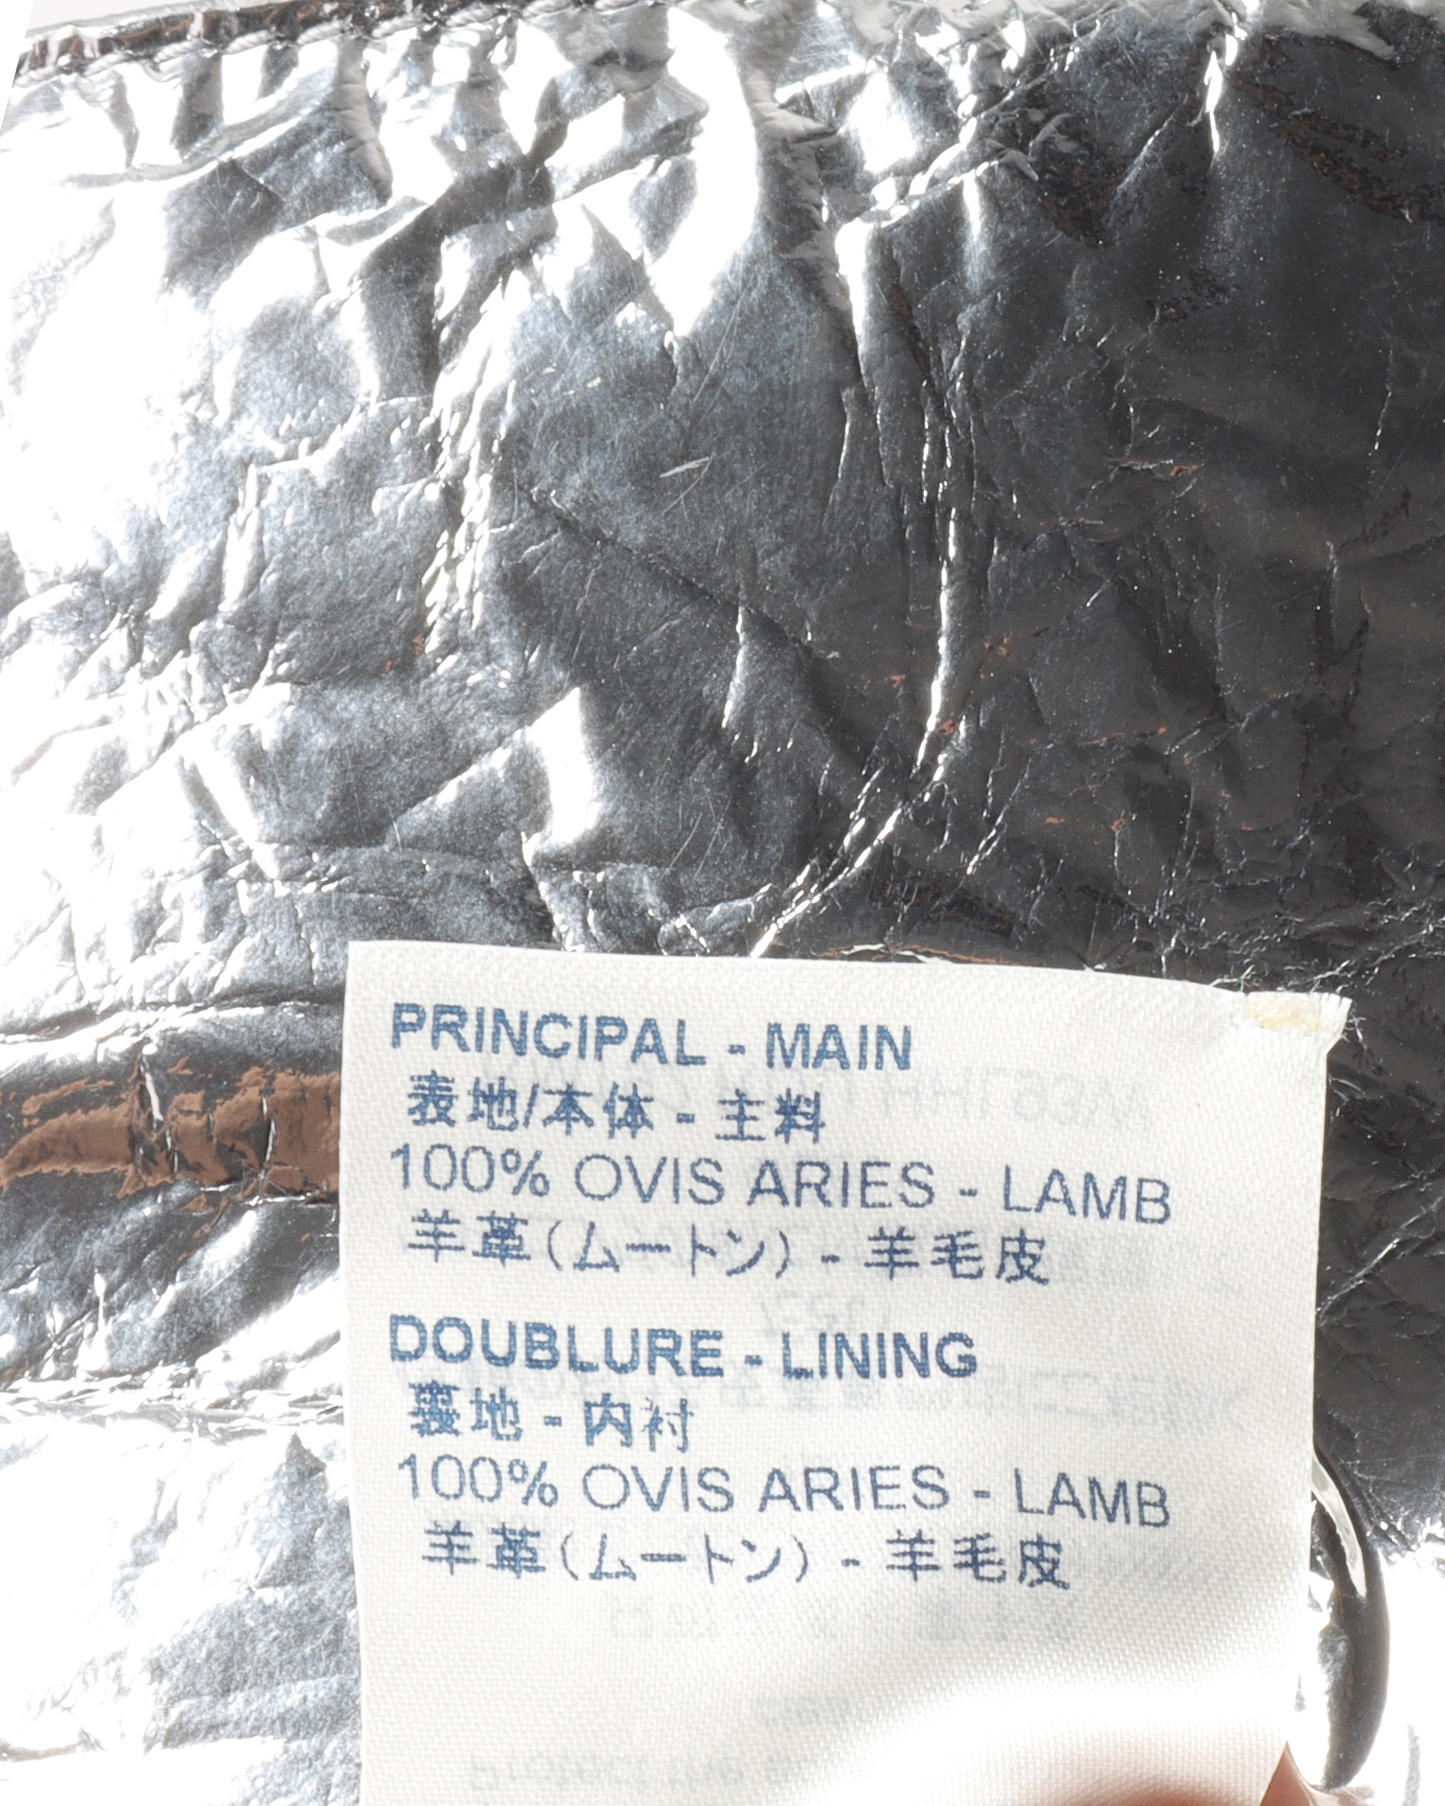 PRINCIPAL - MAIN
表地/本体 - 主料
100% OVIS ARIES - LAMB
羊革(ムートン) - 羊毛皮
DOUBLURE - LINING
裏地 - 内衬
100% OVIS ARIES - LAMB
羊革(ムートン) - 羊毛皮